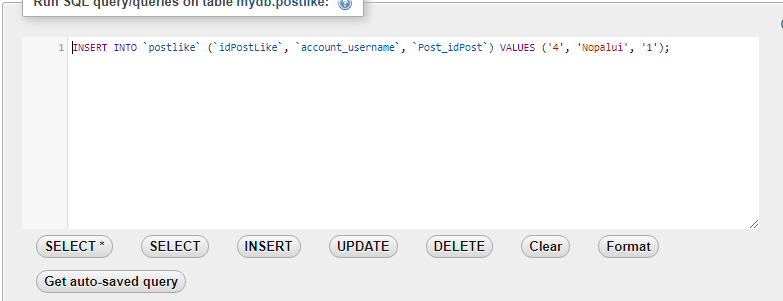 Run SQL query/queries on table mydb.postlike:
1 INSERT INTO `postlike` (`idPostLike`, `account_username`, `Post_idPost`) VALUES ('4', 'Nopalui', '1');
SELECT * SELECT INSERT UPDATE DELETE Clear Format
Get auto-saved query